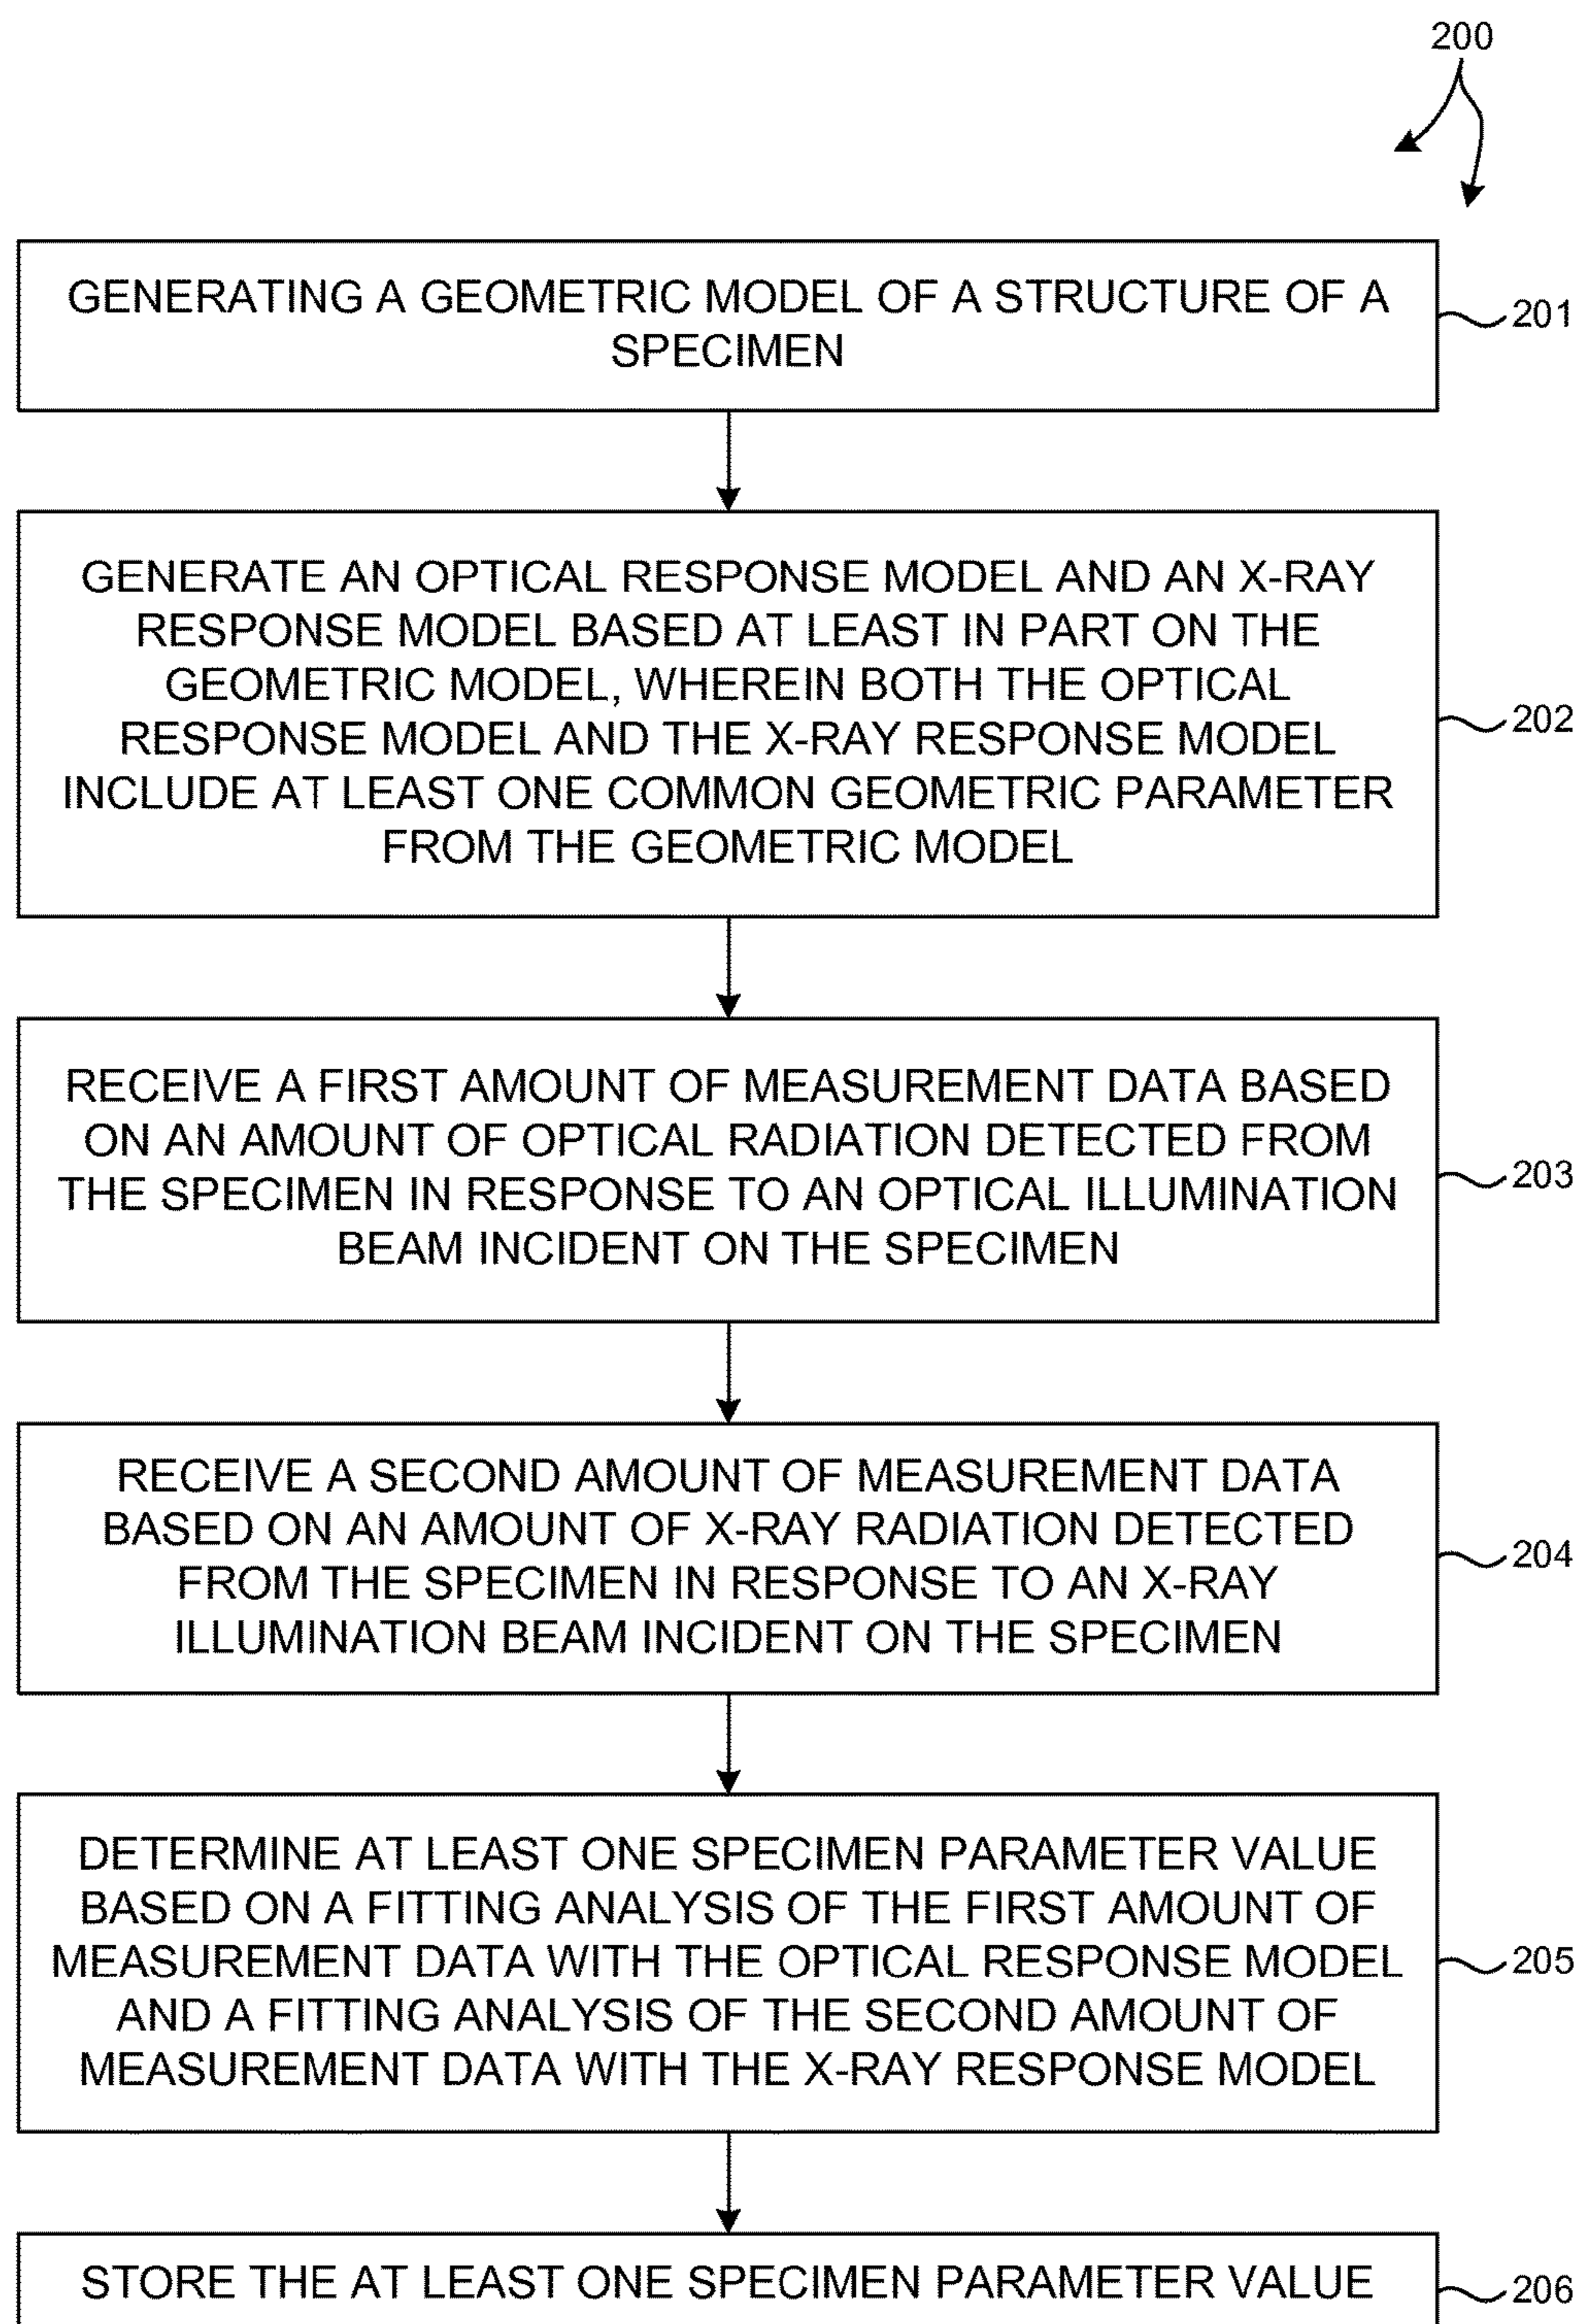 200
GENERATING A GEOMETRIC MODEL OF A STRUCTURE OF A
SPECIMEN
201
GENERATE AN OPTICAL RESPONSE MODEL AND AN X-RAY
RESPONSE MODEL BASED AT LEAST IN PART ON THE
GEOMETRIC MODEL, WHEREIN BOTH THE OPTICAL
RESPONSE MODEL AND THE X-RAY RESPONSE MODEL
INCLUDE AT LEAST ONE COMMON GEOMETRIC PARAMETER
FROM THE GEOMETRIC MODEL
202
RECEIVE A FIRST AMOUNT OF MEASUREMENT DATA BASED
ON AN AMOUNT OF OPTICAL RADIATION DETECTED FROM
THE SPECIMEN IN RESPONSE TO AN OPTICAL ILLUMINATION
BEAM INCIDENT ON THE SPECIMEN
203
RECEIVE A SECOND AMOUNT OF MEASUREMENT DATA
BASED ON AN AMOUNT OF X-RAY RADIATION DETECTED
FROM THE SPECIMEN IN RESPONSE TO AN X-RAY
ILLUMINATION BEAM INCIDENT ON THE SPECIMEN
204
DETERMINE AT LEAST ONE SPECIMEN PARAMETER VALUE
BASED ON A FITTING ANALYSIS OF THE FIRST AMOUNT OF
MEASUREMENT DATA WITH THE OPTICAL RESPONSE MODEL
AND A FITTING ANALYSIS OF THE SECOND AMOUNT OF
MEASUREMENT DATA WITH THE X-RAY RESPONSE MODEL
205
STORE THE AT LEAST ONE SPECIMEN PARAMETER VALUE
206